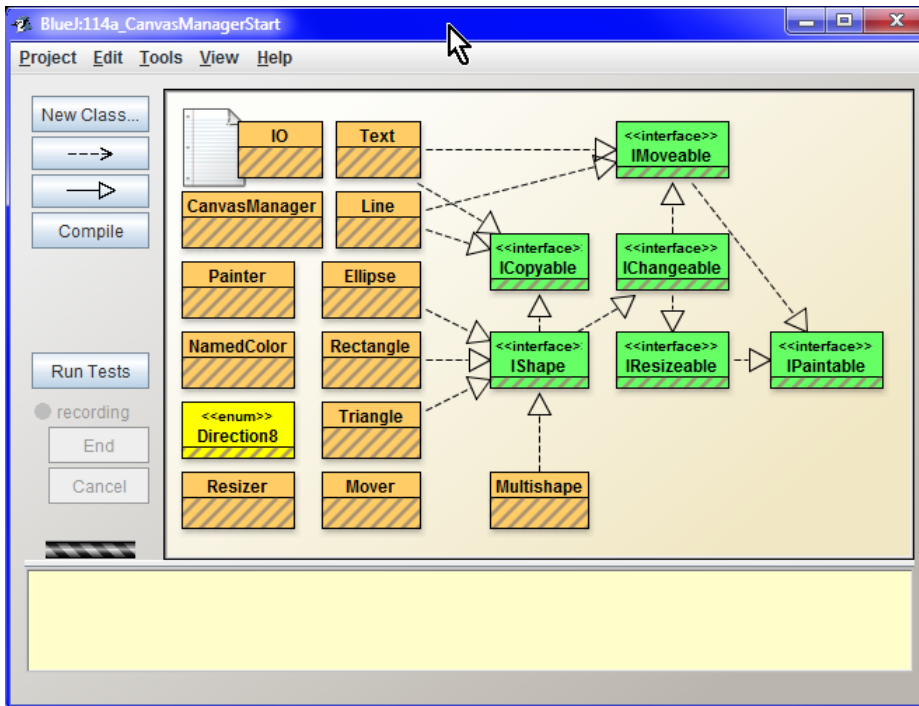 BlueJ:114a_CanvasManagerStart
Project Edit Tools View Help
New Class...
Compile
Run Tests
recording
End
Cancel
IO
Text
<<interface>>
IMoveable
CanvasManager
Line
<<interface>:
ICopyable
<<interface>>
IChangeable
Painter
Ellipse
NamedColor
Rectangle
<<interface>:
IShape
<<interface>>
IResizeable
<<interface>>
IPaintable
<<enum>>
Direction8
Triangle
Resizer
Mover
Multishape